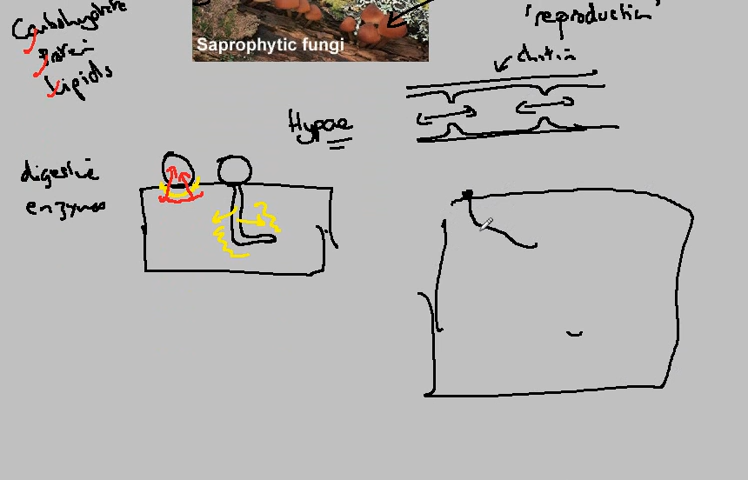 Carbohydrate
Protein
Lipids
Saprophytic fungi
'reproduction'
chitin
Hypae
digestive
enzymes